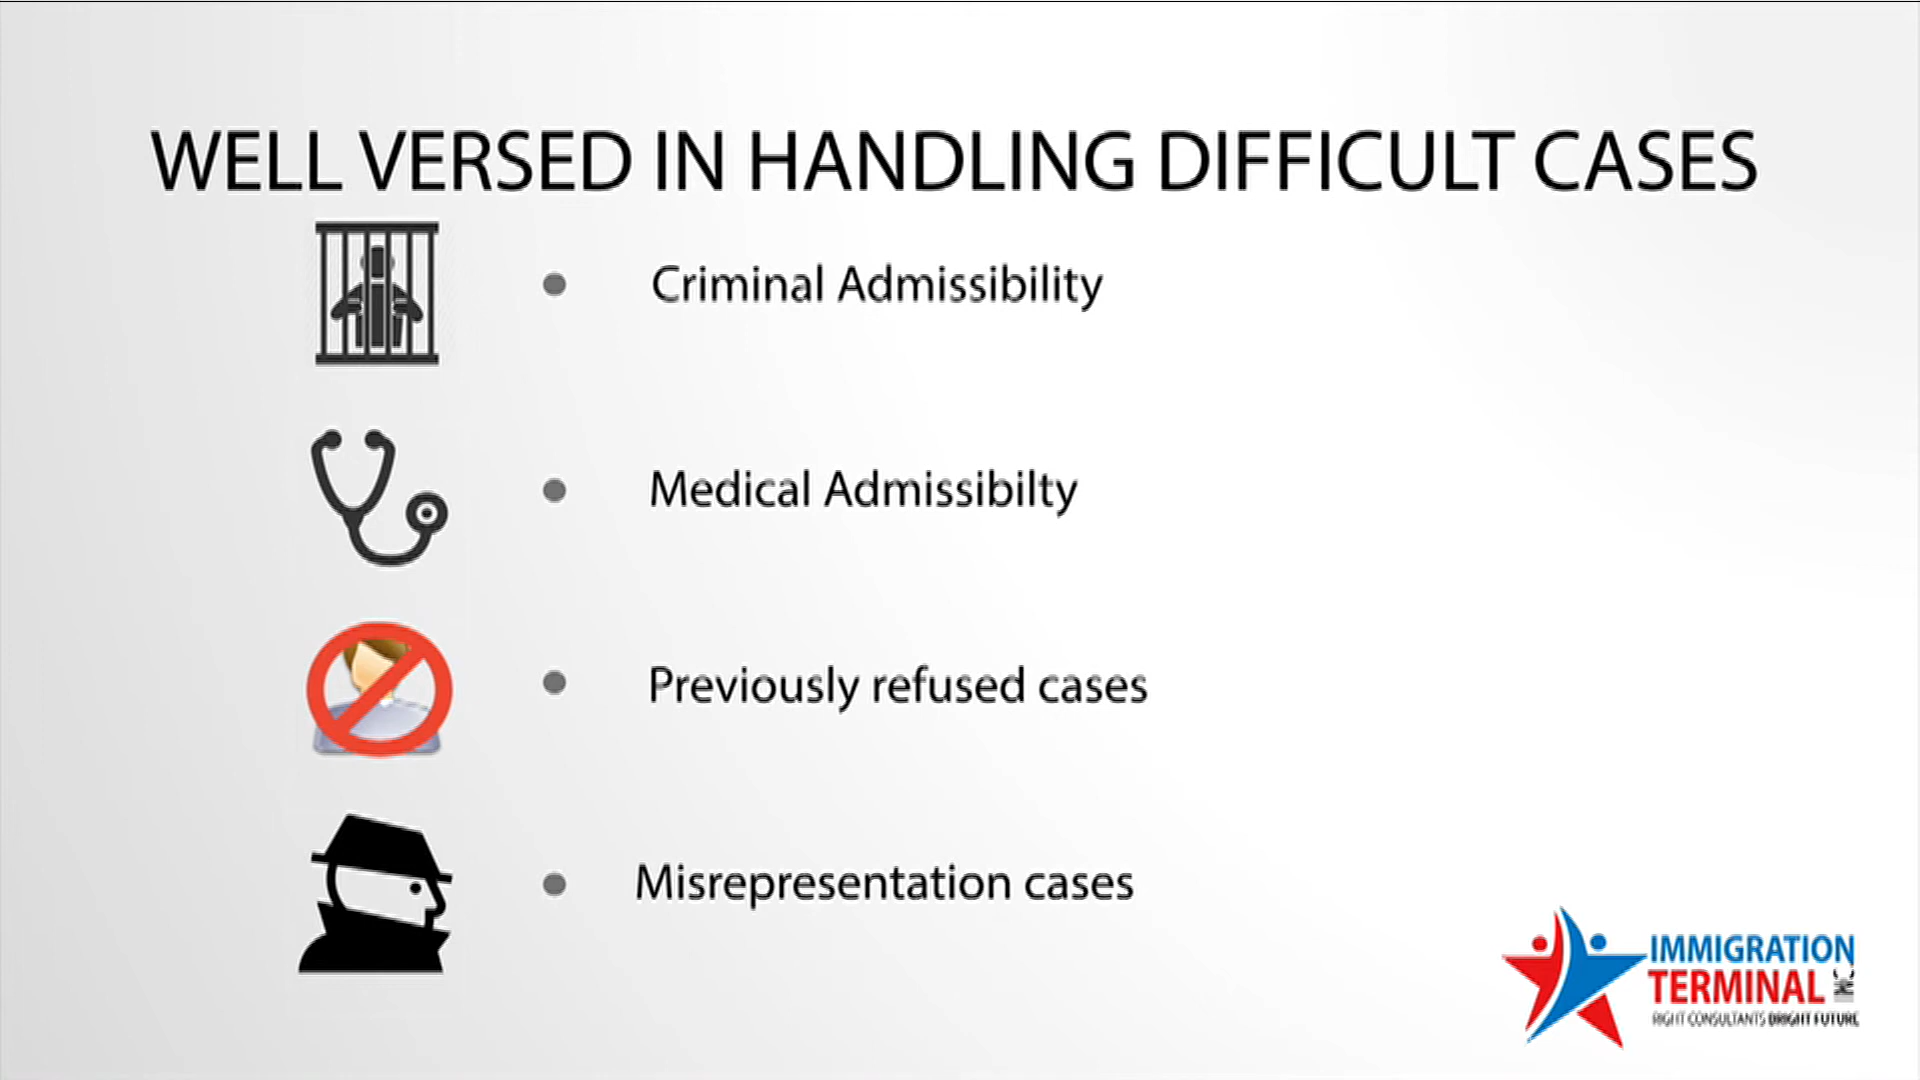 WELL VERSED IN HANDLING DIFFICULT CASES
Criminal Admissibility
Medical Admissibilty
Previously refused cases
Misrepresentation cases
IMMIGRATION
TERMINAL INC.
RIGHT CONSULTANTS BRIGHT FUTURE